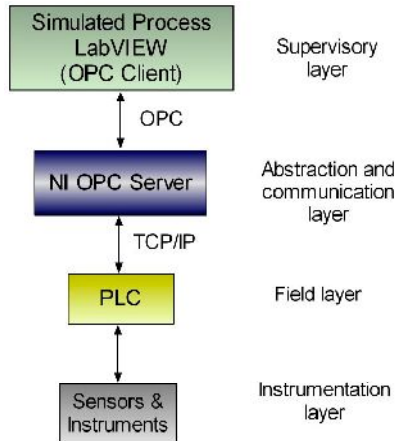 Simulated Process
LabVIEW
(OPC Client)
Supervisory
layer
OPC
NI OPC Server
Abstraction and
communication
layer
TCP/IP
PLC
Field layer
Sensors &
Instruments
Instrumentation
layer